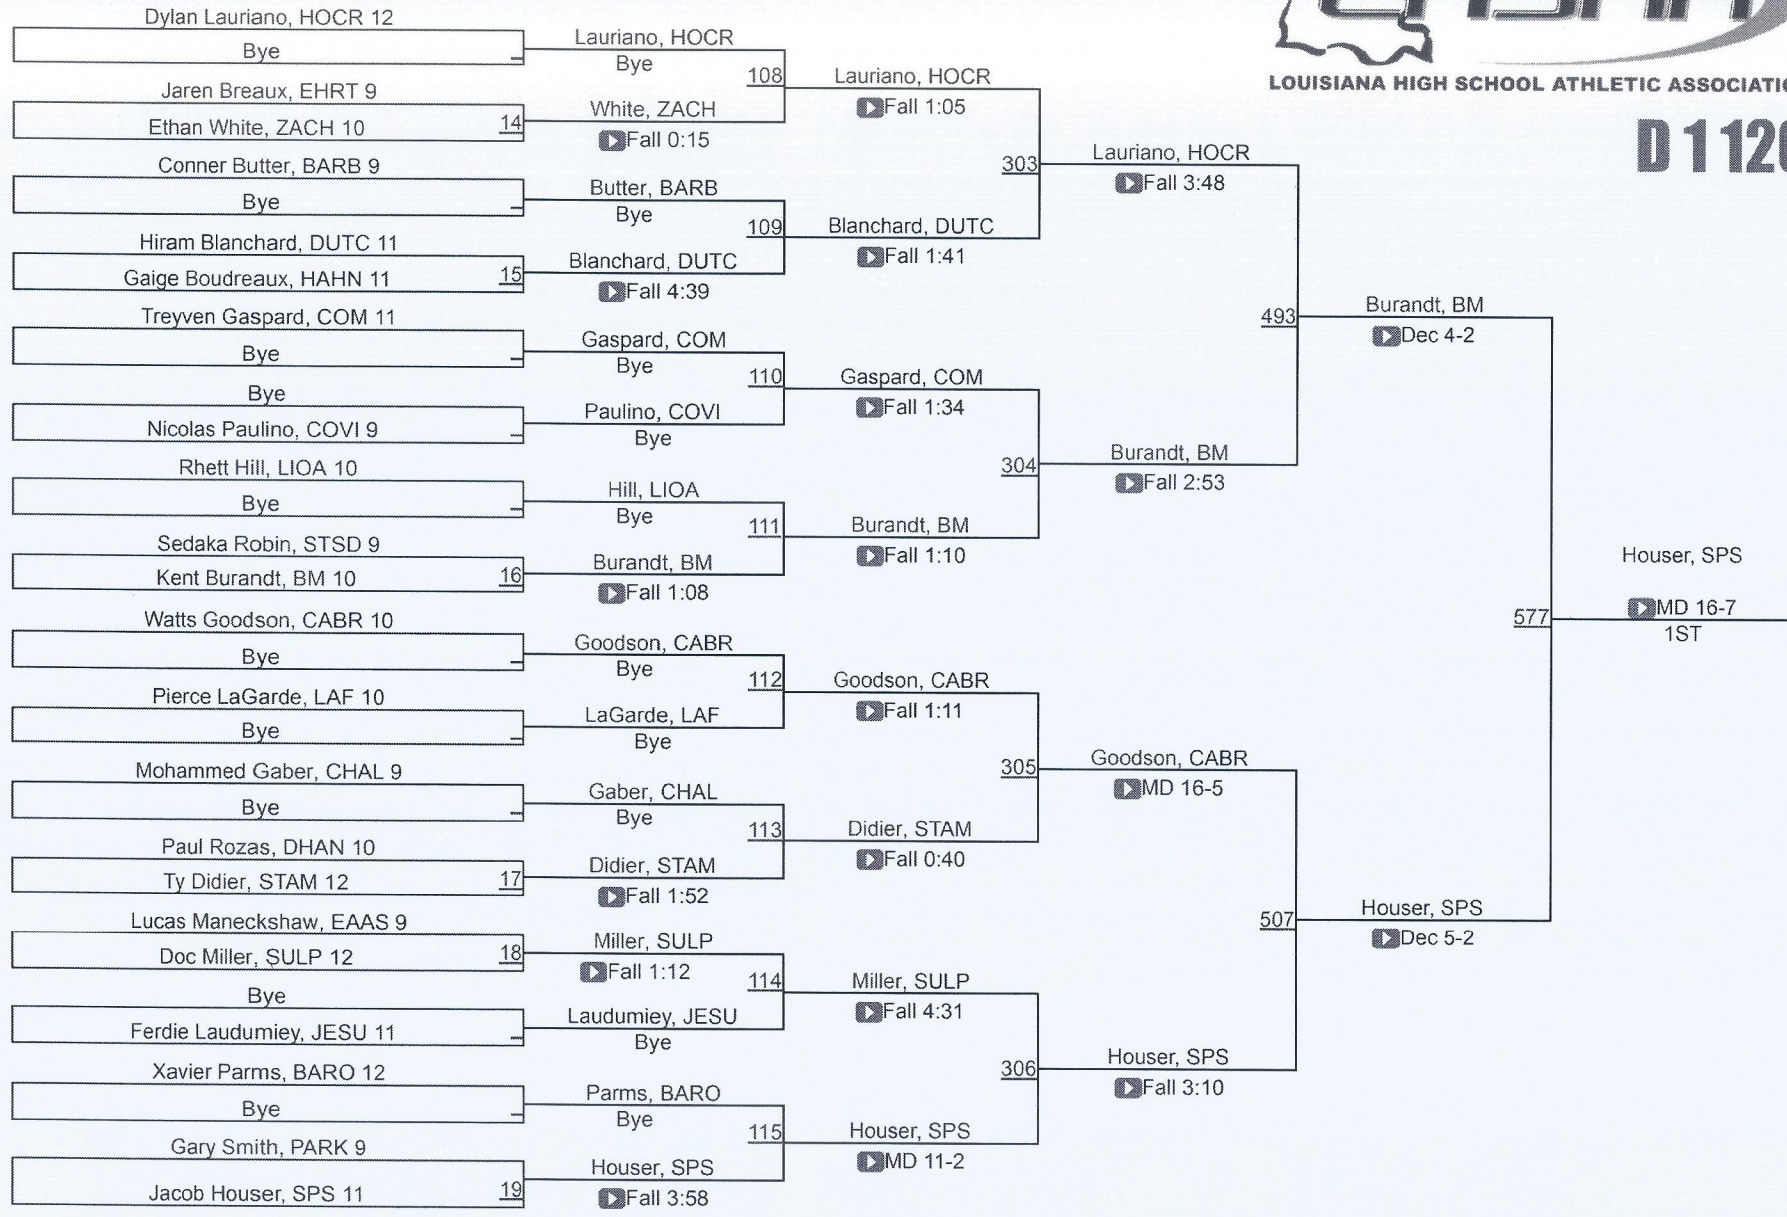 LOUISIANA HIGH SCHOOL ATHLETIC ASSOCIATIO
D 1 120
Dylan Lauriano, HOCR 12
Bye
Jaren Breaux, EHRT 9
Ethan White, ZACH 10
14
Conner Butter, BARB 9
Bye
Hiram Blanchard, DUTC 11
Gaige Boudreaux, HAHN 11
15
Treyven Gaspard, COM 11
Bye
Bye
Nicolas Paulino, COVI 9
Rhett Hill, LIOA 10
Bye
Sedaka Robin, STSD 9
Kent Burandt, BM 10
16
Watts Goodson, CABR 10
Bye
Pierce LaGarde, LAF 10
Bye
Mohammed Gaber, CHAL 9
Bye
Paul Rozas, DHAN 10
Ty Didier, STAM 12
17
Lucas Maneckshaw, EAAS 9
Doc Miller, SULP 12
18
Bye
Ferdie Laudumiey, JESU 11
Xavier Parms, BARO 12
Bye
Gary Smith, PARK 9
Jacob Houser, SPS 11
19
Lauriano, HOCR
Bye
108
White, ZACH
Fall 0:15
Butter, BARB
Bye
109
Blanchard, DUTC
Fall 4:39
Gaspard, COM
Bye
110
Paulino, COVI
Bye
Hill, LIOA
Bye
111
Burandt, BM
Fall 1:08
Goodson, CABR
Bye
112
LaGarde, LAF
Bye
Gaber, CHAL
Bye
113
Didier, STAM
Fall 1:52
Miller, SULP
Fall 1:12
114
Laudumiey, JESU
Bye
Parms, BARO
Bye
115
Houser, SPS
Fall 3:58
Lauriano, HOCR
Fall 1:05
303
Blanchard, DUTC
Fall 1:41
Gaspard, COM
Fall 1:34
304
Burandt, BM
Fall 1:10
Goodson, CABR
Fall 1:11
305
Didier, STAM
Fall 0:40
Miller, SULP
Fall 4:31
306
Houser, SPS
MD 11-2
Lauriano, HOCR
Fall 3:48
493
Burandt, BM
Fall 2:53
Goodson, CABR
MD 16-5
507
Houser, SPS
Fall 3:10
Burandt, BM
Dec 4-2
577
Houser, SPS
Dec 5-2
Houser, SPS
MD 16-7
1ST